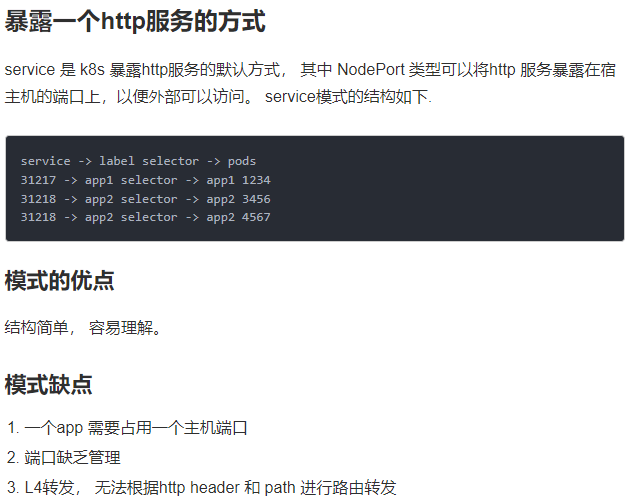 暴露一个http服务的方式
service 是 k8s 暴露http服务的默认方式， 其中 NodePort 类型可以将http 服务暴露在宿
主机的端口上，以便外部可以访问。 service模式的结构如下.
service -> label selector -> pods
31217 -> app1 selector -> app1 1234
31218 -> app2 selector -> app2 3456
31218 -> app2 selector -> app2 4567
模式的优点
结构简单， 容易理解。
模式缺点
1. 一个app 需要占用一个主机端口
2. 端口缺乏管理
3. L4转发， 无法根据http header 和 path 进行路由转发